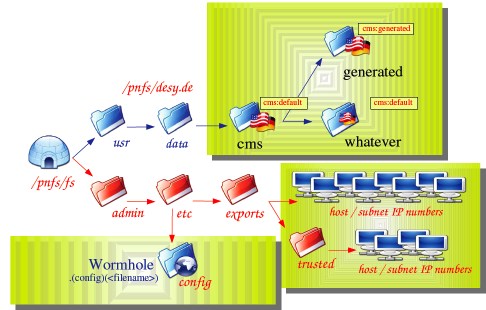 cms:generated
generated
/pnfs/desy.de
cms:default
cms:default
usr
data
cms
whatever
/pnfs/fs
admin
etc
exports
host / subnet IP numbers
trusted
host / subnet IP numbers
Wormhole
.(config)(<filename>)
config